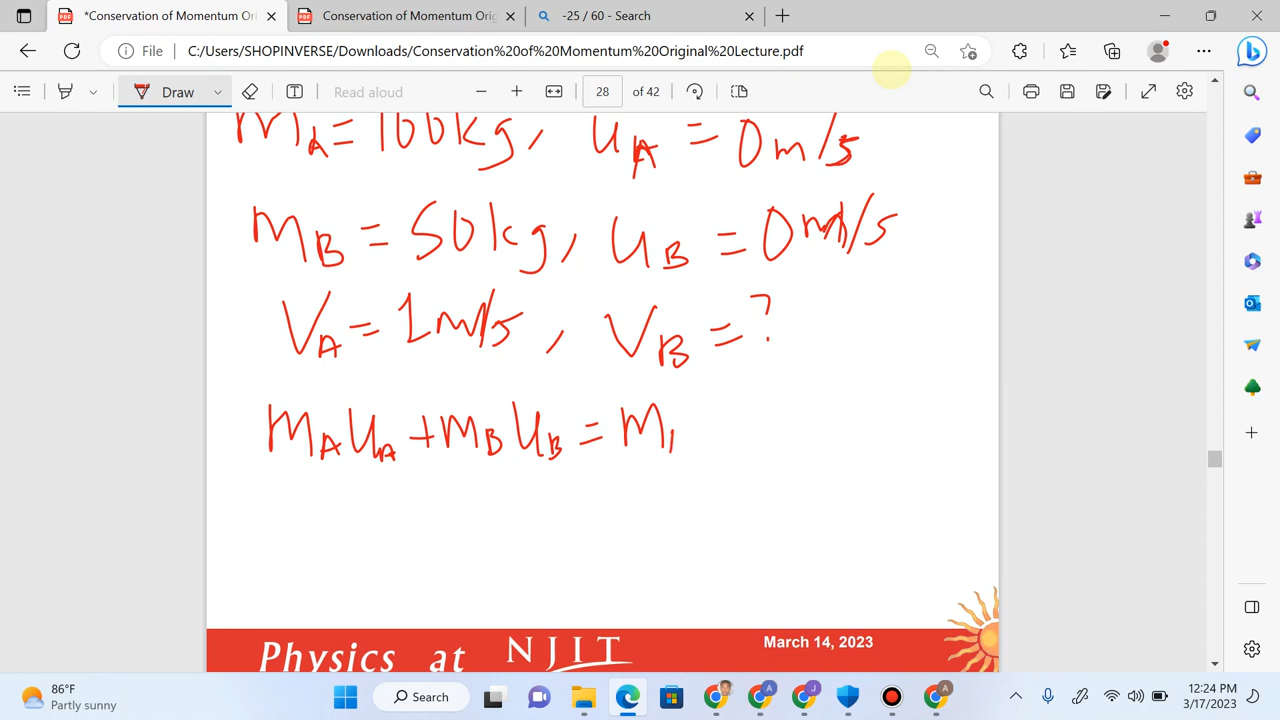 *Conservation of Momentum Ori
Conservation of Momentum Orig
-25 / 60 - Search
File
C:/Users/SHOPINVERSE/Downloads/Conservation%20of%20Momentum%20Original%20Lecture.pdf
Draw
Read aloud
28 of 42
mA = 100kg, uA = 0m/s
mB = 50kg, uB = 0m/s
VA = 1m/s, VB = ?
mAuA + mBuB = m
Physics at NJIT
March 14, 2023
86°F
Partly sunny
Search
12:24 PM
3/17/2023